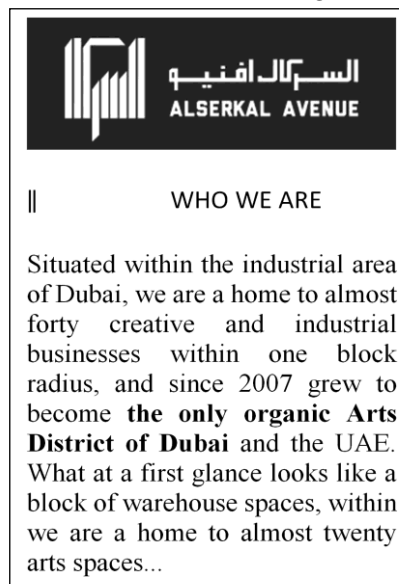 السركال افنيو
ALSERKAL AVENUE
|| WHO WE ARE
Situated within the industrial area
of Dubai, we are a home to almost
forty creative and industrial
businesses within one block
radius, and since 2007 grew to
become the only organic Arts
District of Dubai and the UAE.
What at a first glance looks like a
block of warehouse spaces, within
we are a home to almost twenty
arts spaces...